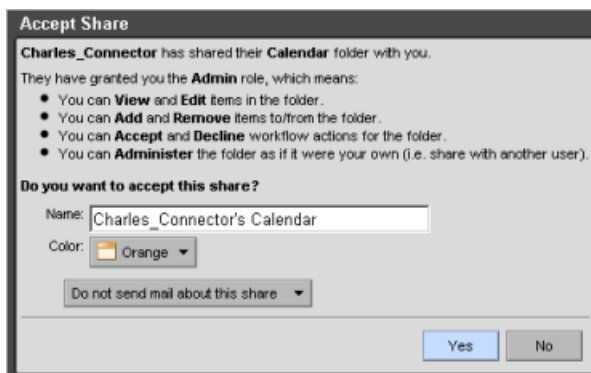 Accept Share
Charles_Connector has shared their Calendar folder with you.
They have granted you the Admin role, which means:
• You can View and Edit items in the folder.
• You can Add and Remove items to/from the folder.
• You can Accept and Decline workflow actions for the folder.
• You can Administer the folder as if it were your own (i.e. share with another user).
Do you want to accept this share?
Name: Charles_Connector's Calendar
Color: Orange
Do not send mail about this share
Yes No